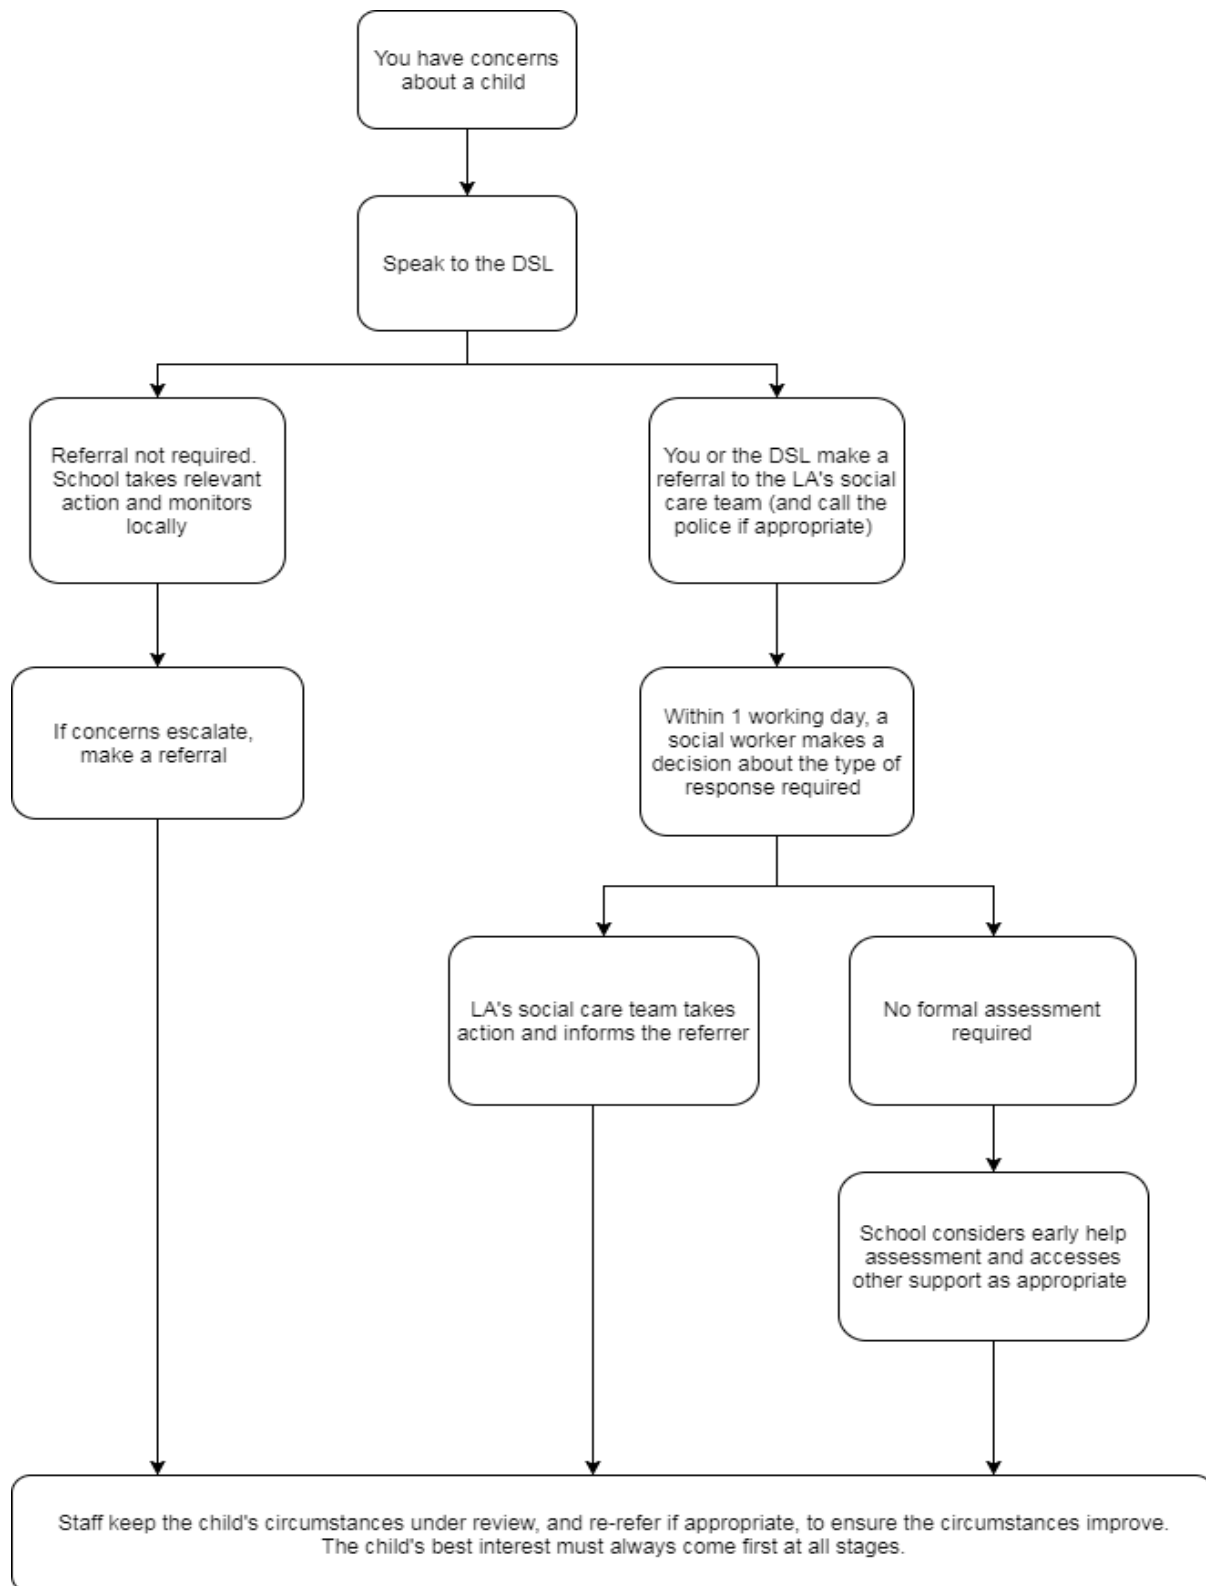 You have concerns
about a child
Speak to the DSL
Referral not required.
School takes relevant
action and monitors
locally
You or the DSL make a
referral to the LA's social
care team (and call the
police if appropriate)
If concerns escalate,
make a referral
Within 1 working day, a
social worker makes a
decision about the type of
response required
LA's social care team takes
action and informs the referrer
No formal assessment
required
School considers early help
assessment and accesses
other support as appropriate
Staff keep the child's circumstances under review, and re-refer if appropriate, to ensure the circumstances improve.
The child's best interest must always come first at all stages.